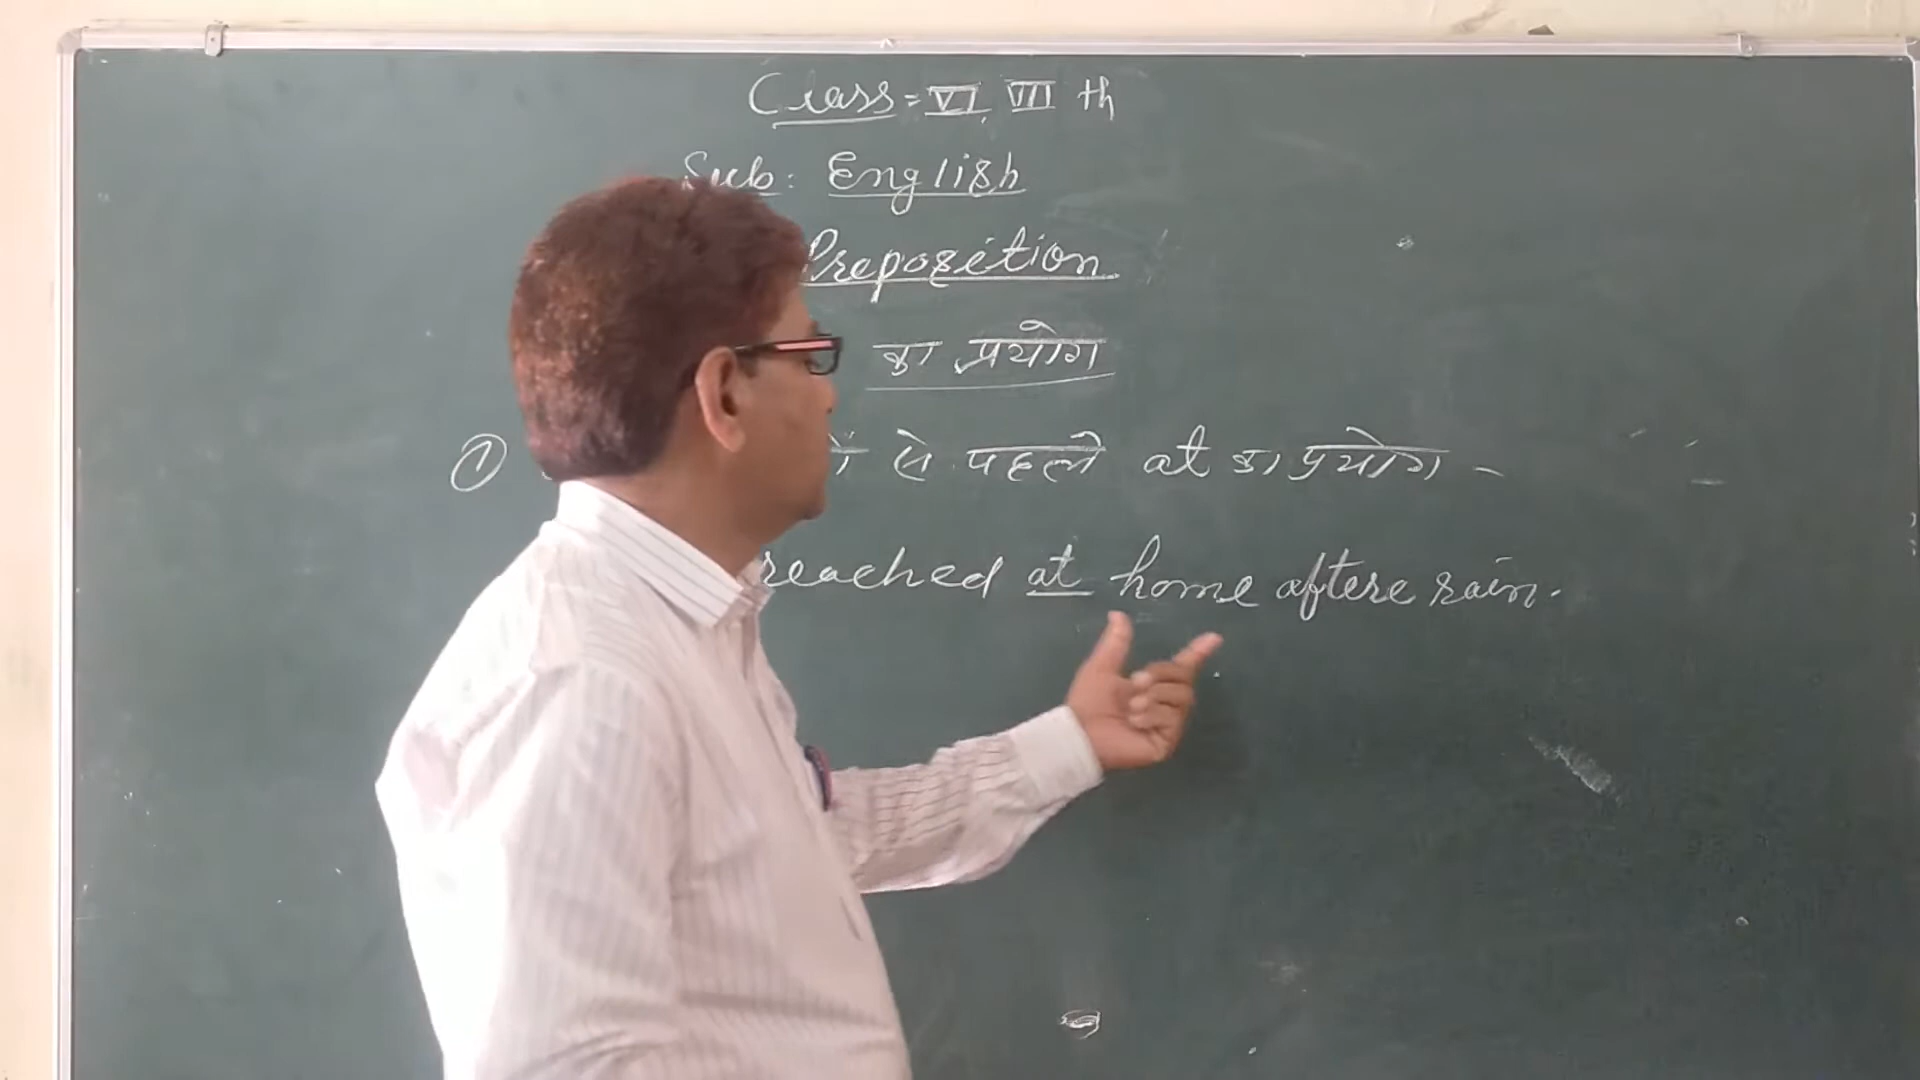 Class = VI, VII th
Sub: English
Preposition
का प्रयोग
① से पहले at का प्रयोग -
reached at home aftere rain.